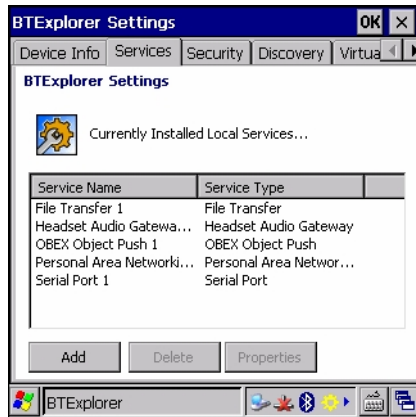 BTExplorer Settings OK
Device Info Services Security Discovery Virtua
BTExplorer Settings
Currently Installed Local Services...
Service Name Service Type
File Transfer 1 File Transfer
Headset Audio Gatewa... Headset Audio Gateway
OBEX Object Push 1 OBEX Object Push
Personal Area Networki... Personal Area Networ...
Serial Port 1 Serial Port
Add Delete Properties
BTExplorer